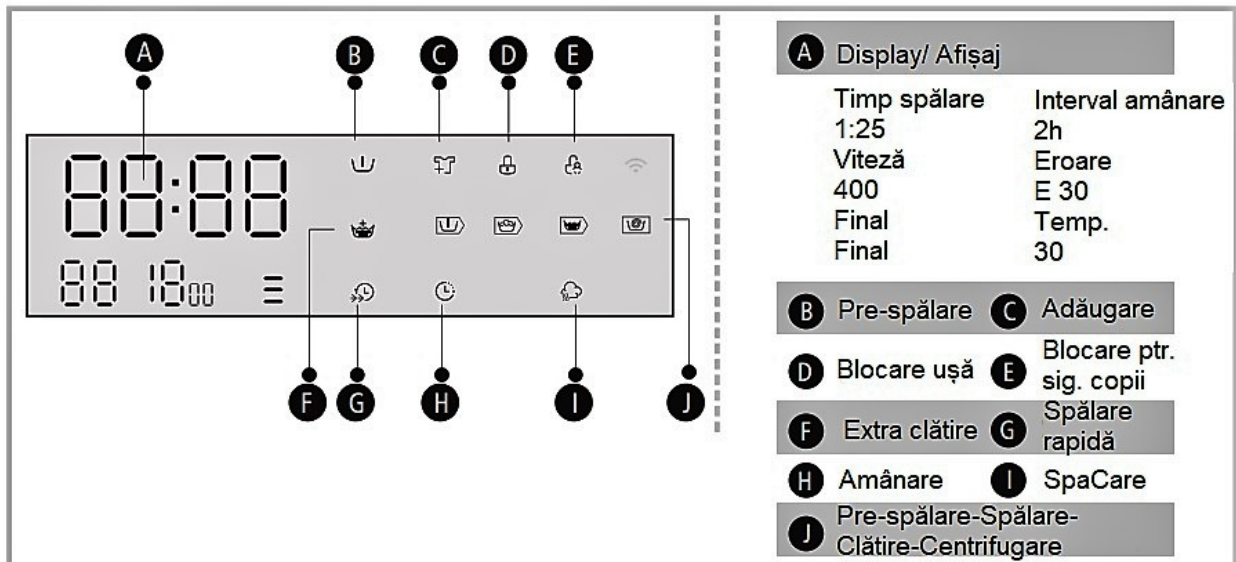 A B C D E
88:88
88 1800
F G H I J
A Display/ Afișaj
Timp spălare Interval amânare
1:25 2h
Viteză Eroare
400 E 30
Final Temp.
Final 30
B Pre-spălare C Adăugare
D Blocare ușă E Blocare ptr.
sig. copii
F Extra clătire G Spălare
rapidă
H Amânare I SpaCare
J Pre-spălare-Spălare-
Clătire-Centrifugare